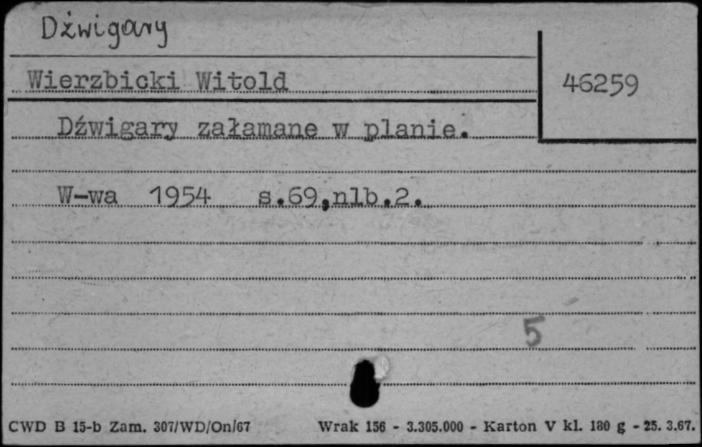 Dźwigary
Wierzbicki Witold
46259
Dźwigary załamane w planie.
W-wa 1954 s.69,nlb.2.
5
CWD B 15-b Zam. 307/WD/On/67 Wrak 156 - 3.305.000 - Karton V kl. 180 g - 25. 3.67.